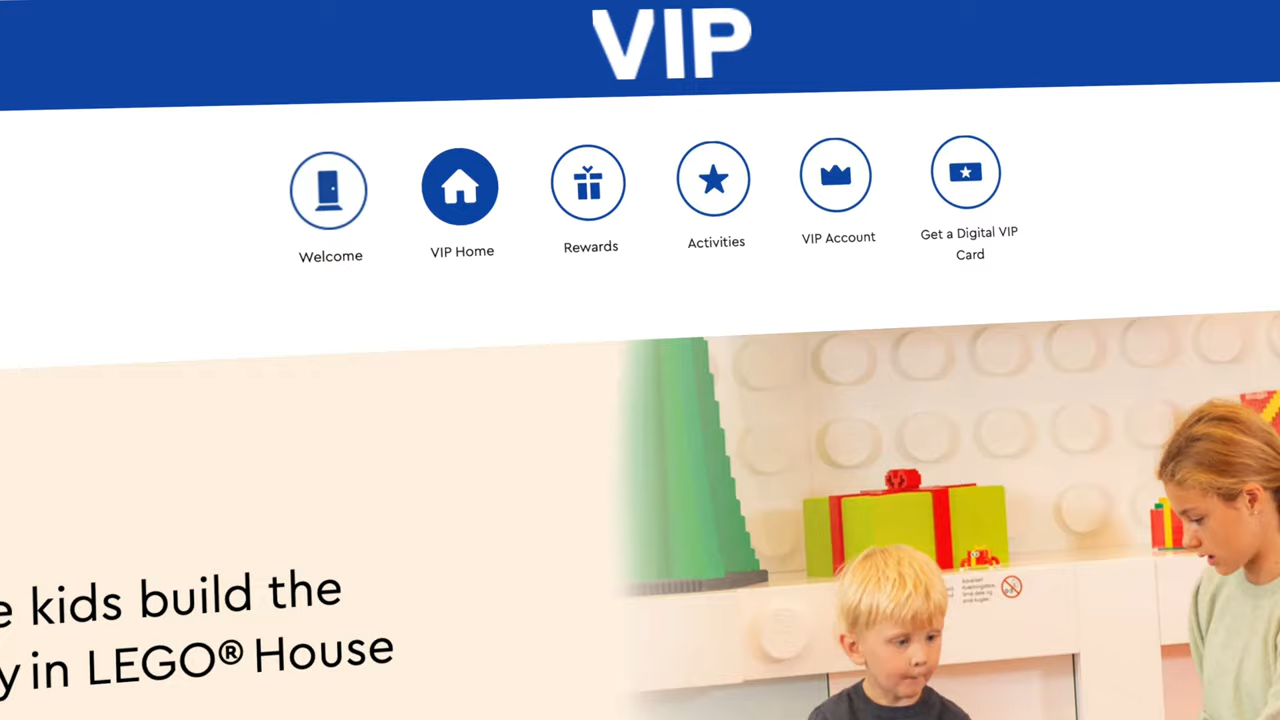 VIP
Welcome
VIP Home
Rewards
Activities
VIP Account
Get a Digital VIP
Card
kids build the
in LEGO® House